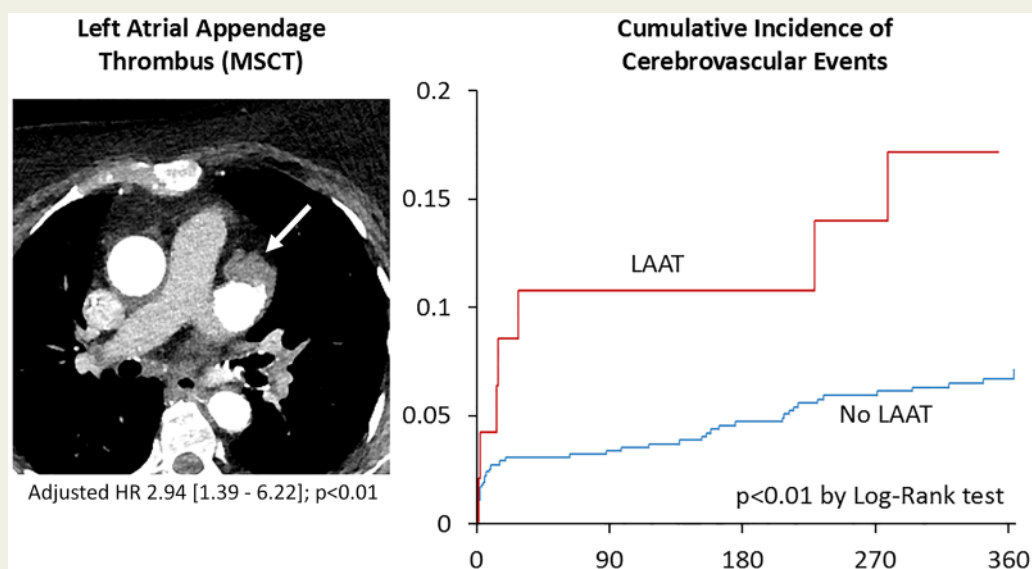 Left Atrial Appendage
Thrombus (MSCT)
Adjusted HR 2.94 [1.39 - 6.22]; p<0.01
Cumulative Incidence of
Cerebrovascular Events
0.2
0.15
0.1
0.05
0
LAAT
No LAAT
p<0.01 by Log-Rank test
0 90 180 270 360